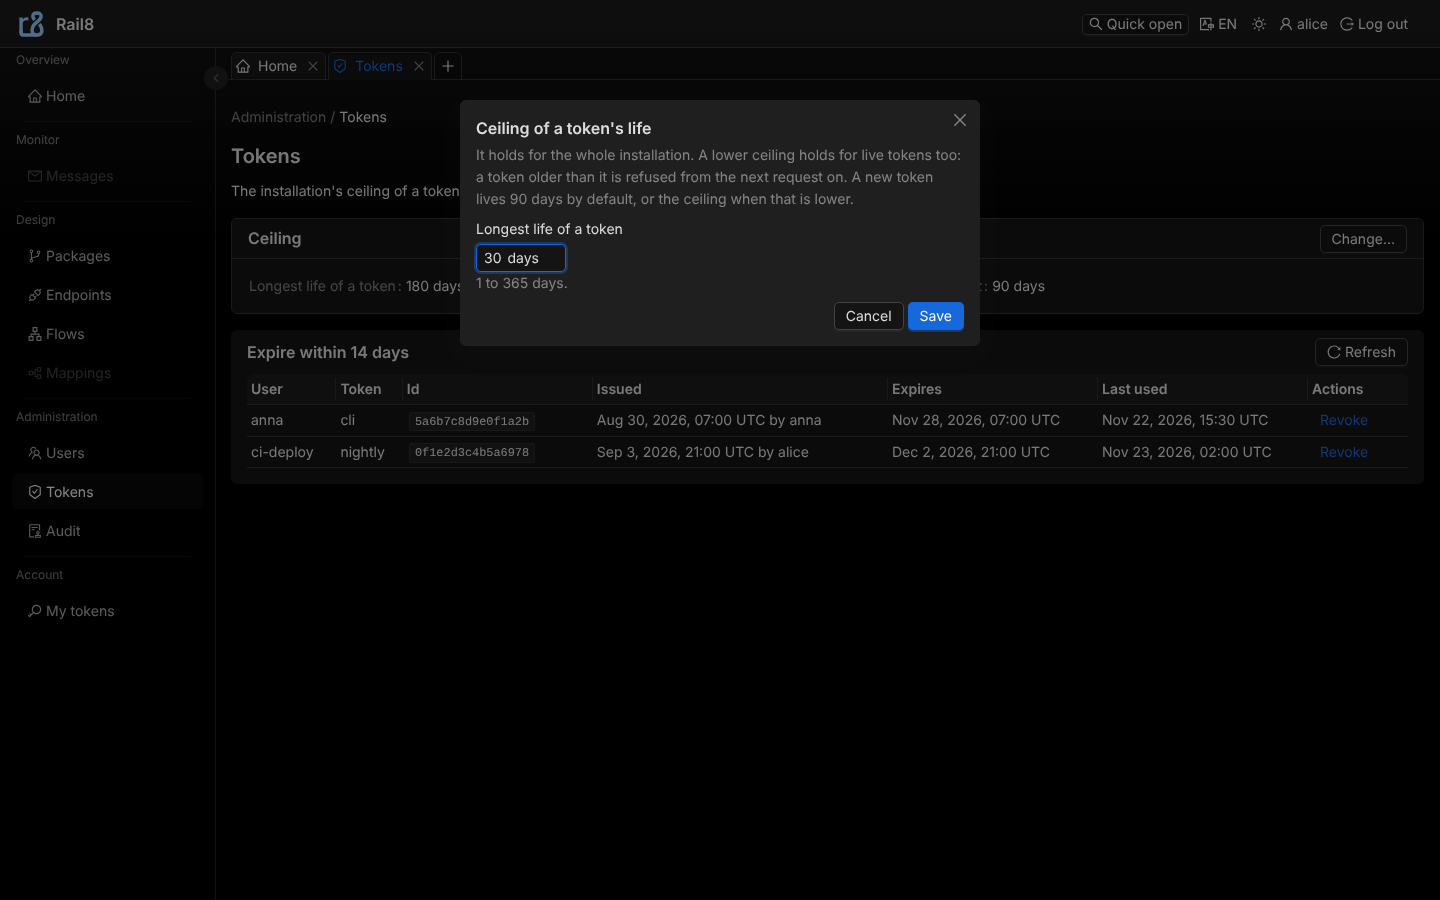 Rail8
Quick open
EN
alice
Log out
Overview
Home
Monitor
Messages
Design
Packages
Endpoints
Flows
Mappings
Administration
Users
Tokens
Audit
Account
My tokens
Home
Tokens
Administration / Tokens
Tokens
The installation's ceiling of a token
Ceiling
Change...
Longest life of a token: 180 days
: 90 days
Ceiling of a token's life
It holds for the whole installation. A lower ceiling holds for live tokens too:
a token older than it is refused from the next request on. A new token
lives 90 days by default, or the ceiling when that is lower.
Longest life of a token
30 days
1 to 365 days.
Cancel
Save
Expire within 14 days
Refresh
User Token Id Issued Expires Last used Actions
anna cli 5a6b7c8d9e0f1a2b Aug 30, 2026, 07:00 UTC by anna Nov 28, 2026, 07:00 UTC Nov 22, 2026, 15:30 UTC Revoke
ci-deploy nightly 0f1e2d3c4b5a6978 Sep 3, 2026, 21:00 UTC by alice Dec 2, 2026, 21:00 UTC Nov 23, 2026, 02:00 UTC Revoke